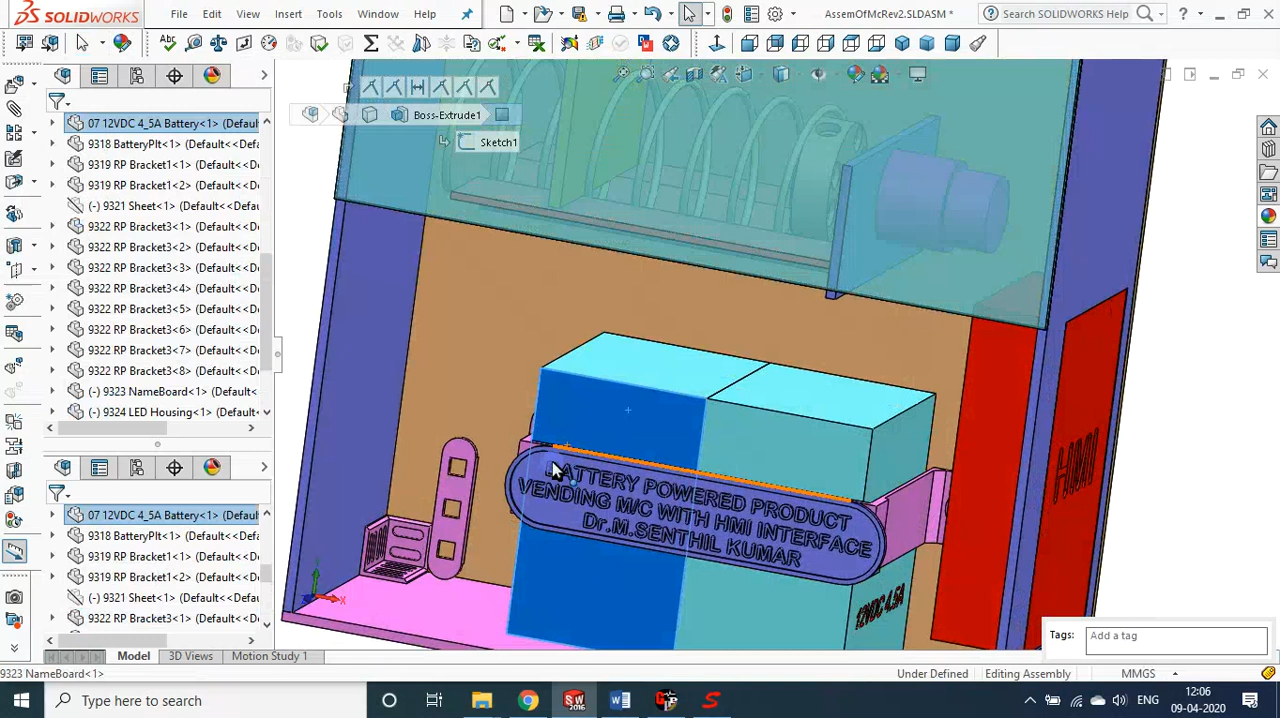 SOLIDWORKS
File
Edit
View
Insert
Tools
Window
Help
AssemOfMcRev2.SLDASM *
Search SOLIDWORKS Help
Boss-Extrude1
Sketch1
07 12VDC 4_5A Battery<1> (Defaul
9318 BatteryPlt<1> (Default<<Def
9319 RP Bracket1<1> (Default<<De
9319 RP Bracket1<2> (Default<<De
(-) 9321 Sheet<1> (Default<<Defa
9322 RP Bracket3<1> (Default<<De
9322 RP Bracket3<2> (Default<<De
9322 RP Bracket3<3> (Default<<De
9322 RP Bracket3<4> (Default<<De
9322 RP Bracket3<5> (Default<<De
9322 RP Bracket3<6> (Default<<De
9322 RP Bracket3<7> (Default<<De
9322 RP Bracket3<8> (Default<<De
(-) 9323 NameBoard<1> (Default
(-) 9324 LED Housing<1> (Default
07 12VDC 4_5A Battery<1> (Defaul
9318 BatteryPlt<1> (Default<<Def
9319 RP Bracket1<1> (Default<<De
9319 RP Bracket1<2> (Default<<De
(-) 9321 Sheet<1> (Default<<Defa
9322 RP Bracket3<1> (Default<<De
BATTERY POWERED PRODUCT
VENDING M/C WITH HMI INTERFACE
Dr.M.SENTHIL KUMAR
12VDC 4.5A
HMI
Tags:
Add a tag
Model
3D Views
Motion Study 1
9323 NameBoard<1>
Under Defined
Editing Assembly
MMGS
Type here to search
ENG
12:06
09-04-2020